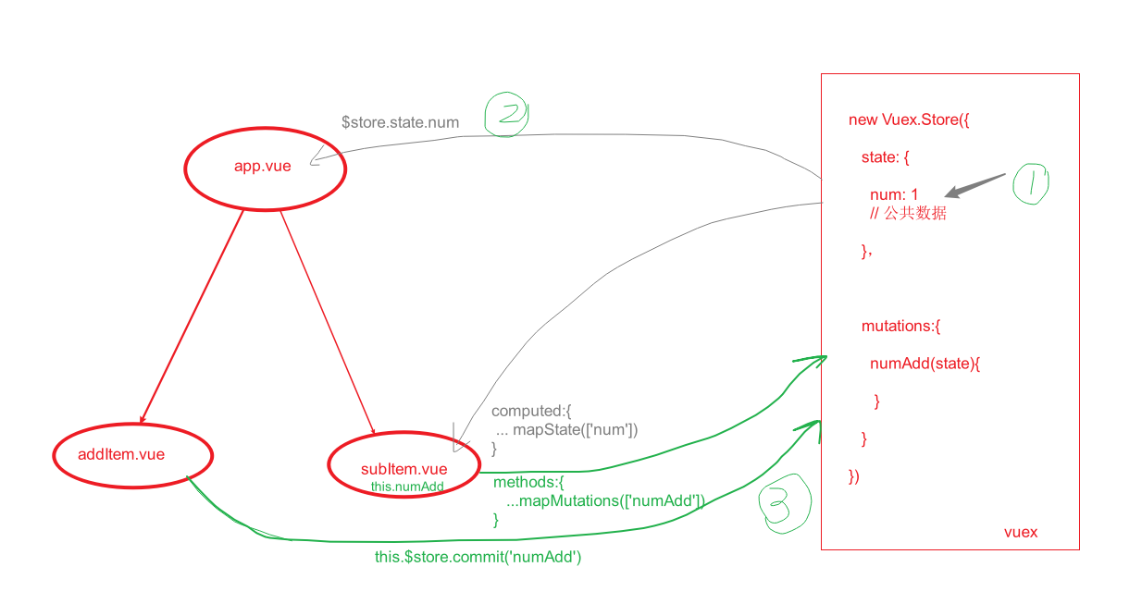 $store.state.num
2
app.vue
addItem.vue
subItem.vue
this.numAdd
computed:{
... mapState(['num'])
}
methods:{
...mapMutations(['numAdd'])
}
this.$store.commit('numAdd')
3
new Vuex.Store({
state: {
num: 1
// 公共数据
},
1
mutations:{
numAdd(state){
}
}
})
vuex